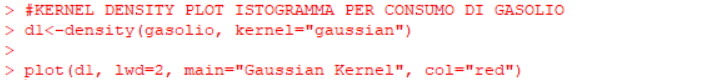 > #KERNEL DENSITY PLOT ISTOGRAMMA PER CONSUMO DI GASOLIO
> d1<-density(gasolio, kernel="gaussian")
>
> plot(d1, lwd=2, main="Gaussian Kernel", col="red")